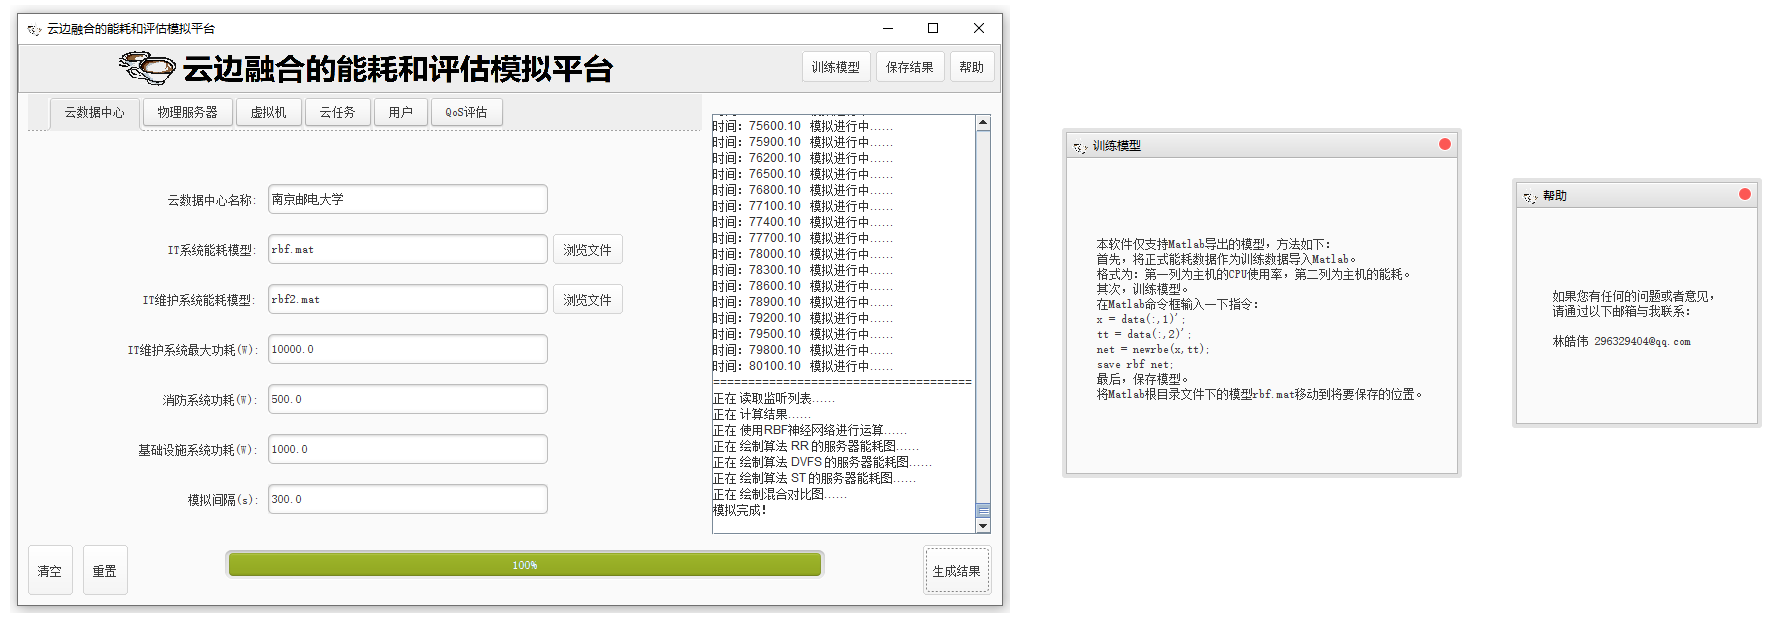 云边融合的能耗和评估模拟平台
云边融合的能耗和评估模拟平台
训练模型
保存结果
帮助
云数据中心
物理服务器
虚拟机
云任务
用户
QoS评估
云数据中心名称:
南京邮电大学
IT系统能耗模型:
rbf.mat
浏览文件
IT维护系统能耗模型:
rbf2.mat
浏览文件
IT维护系统最大功耗(W):
10000.0
消防系统功耗(W):
500.0
基础设施系统功耗(W):
1000.0
模拟间隔(s):
300.0
时间：75600.10 模拟进行中……
时间：75900.10 模拟进行中……
时间：76200.10 模拟进行中……
时间：76500.10 模拟进行中……
时间：76800.10 模拟进行中……
时间：77100.10 模拟进行中……
时间：77400.10 模拟进行中……
时间：77700.10 模拟进行中……
时间：78000.10 模拟进行中……
时间：78300.10 模拟进行中……
时间：78600.10 模拟进行中……
时间：78900.10 模拟进行中……
时间：79200.10 模拟进行中……
时间：79500.10 模拟进行中……
时间：79800.10 模拟进行中……
时间：80100.10 模拟进行中……
=====================================
正在 读取监听列表……
正在 计算结果……
正在 使用RBF神经网络进行运算……
正在 绘制算法 RR 的服务器能耗图……
正在 绘制算法 DVFS 的服务器能耗图……
正在 绘制算法 ST 的服务器能耗图……
正在 绘制混合对比图……
模拟完成！
清空
重置
100%
生成结果
训练模型
本软件仅支持Matlab导出的模型，方法如下：
首先，将正式能耗数据作为训练数据导入Matlab。
格式为：第一列为主机的CPU使用率，第二列为主机的能耗。
其次，训练模型。
在Matlab命令框输入一下指令：
x = data(:,1)';
tt = data(:,2)';
net = newrbe(x,tt);
save rbf net;
最后，保存模型。
将Matlab根目录文件下的模型rbf.mat移动到将要保存的位置。
帮助
如果您有任何的问题或者意见，
请通过以下邮箱与我联系：
林皓伟 296329404@qq.com